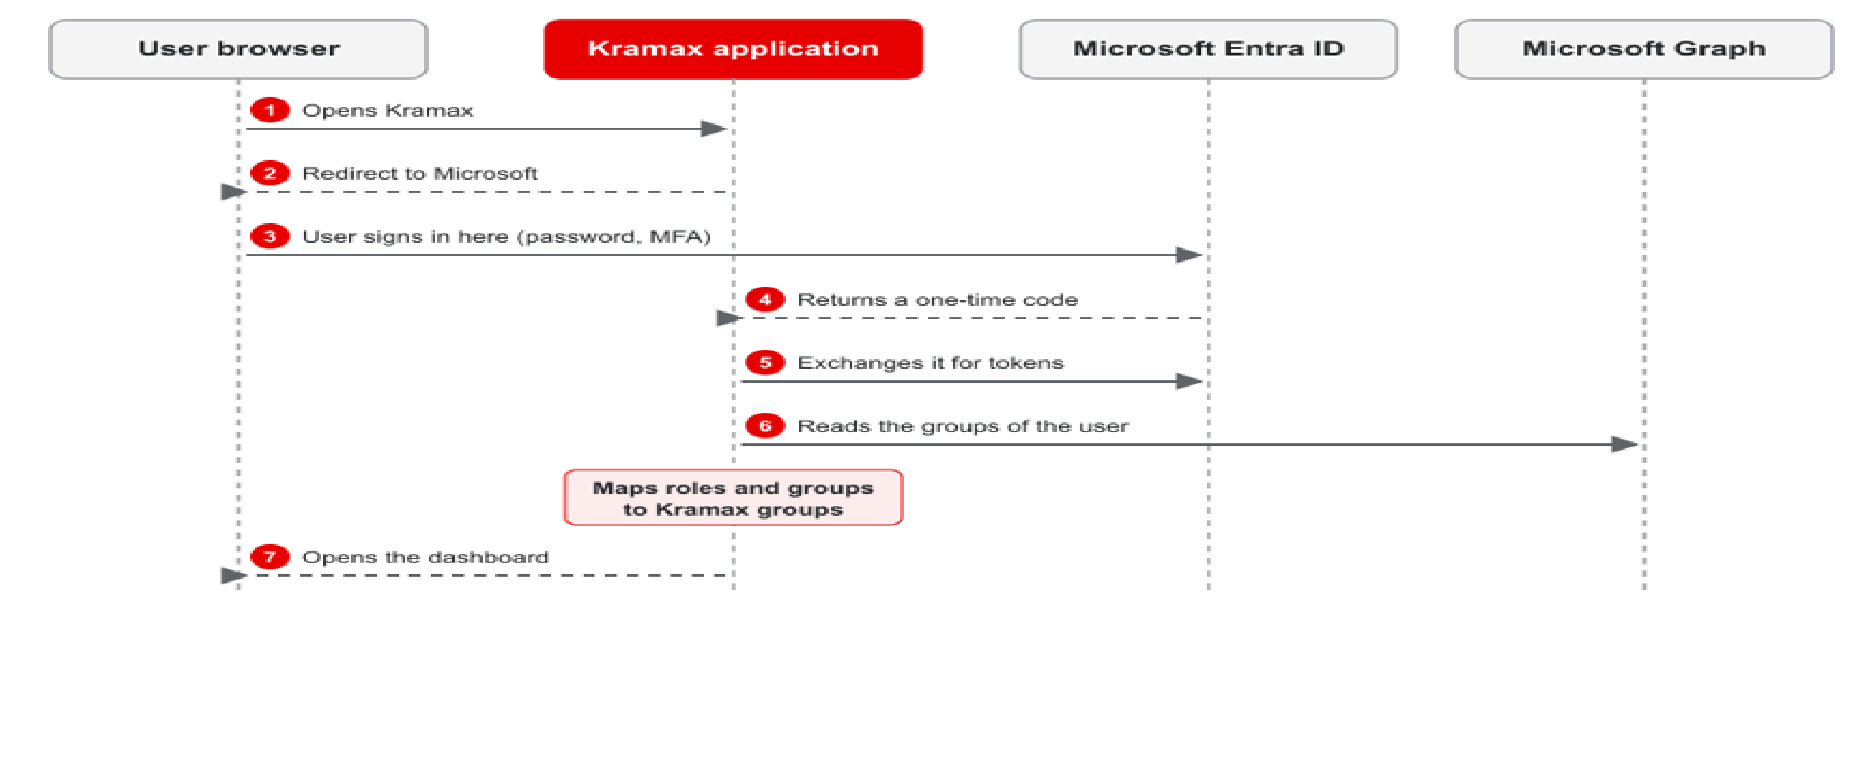 User browser
Kramax application
Microsoft Entra ID
Microsoft Graph
1 Opens Kramax
2 Redirect to Microsoft
3 User signs in here (password, MFA)
4 Returns a one-time code
5 Exchanges it for tokens
6 Reads the groups of the user
Maps roles and groups
to Kramax groups
7 Opens the dashboard